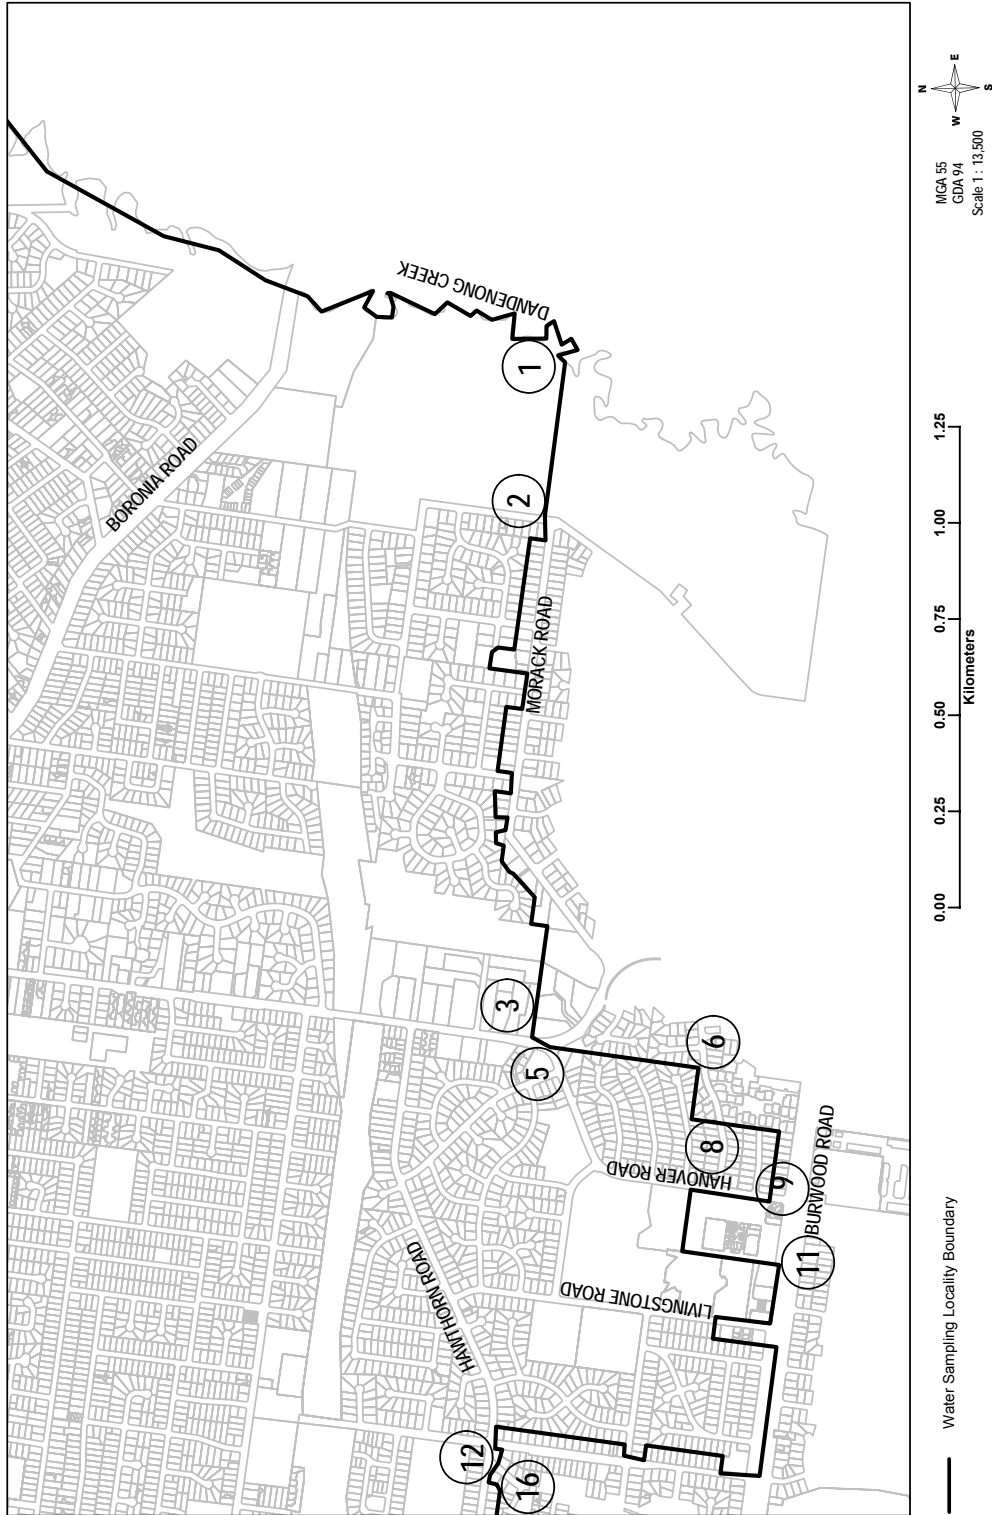 BORONIA ROAD
DANDENONG CREEK
1
2
MORACK ROAD
3
5
6
8
HANOVER ROAD
9
BURWOOD ROAD
11
LIVINGSTONE ROAD
HAWTHORN ROAD
12
16
N
E
S
W
MGA 55
GDA 94
Scale 1 : 13,500
0.00 0.25 0.50 0.75 1.00 1.25
Kilometers
Water Sampling Locality Boundary